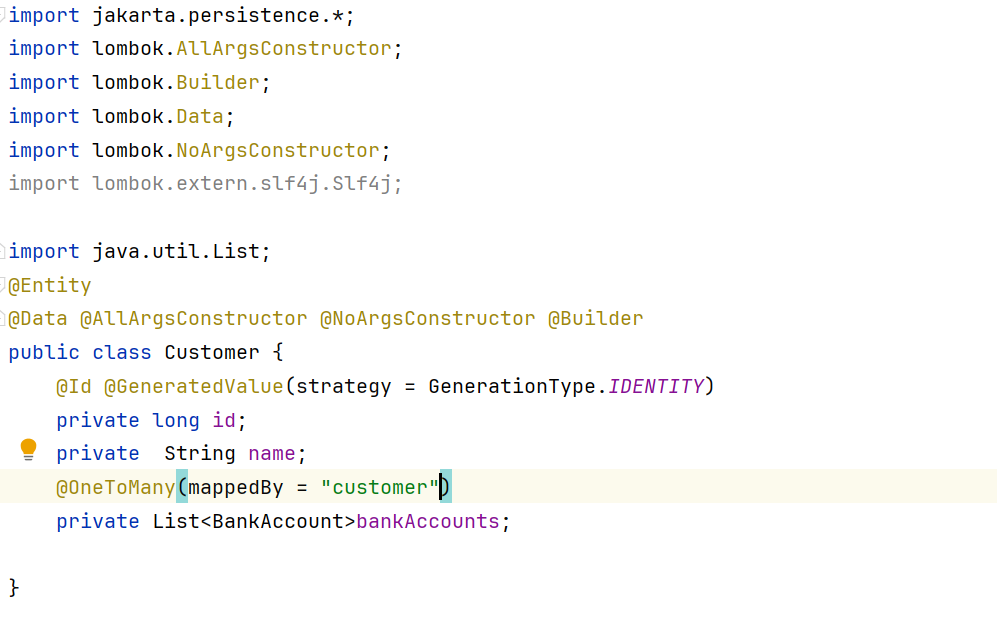 import jakarta.persistence.*;
import lombok.AllArgsConstructor;
import lombok.Builder;
import lombok.Data;
import lombok.NoArgsConstructor;
import lombok.extern.slf4j.Slf4j;
import java.util.List;
@Entity
@Data @AllArgsConstructor @NoArgsConstructor @Builder
public class Customer {
    @Id @GeneratedValue(strategy = GenerationType.IDENTITY)
    private long id;
    private  String name;
    @OneToMany(mappedBy = "customer")
    private List<BankAccount>bankAccounts;
}